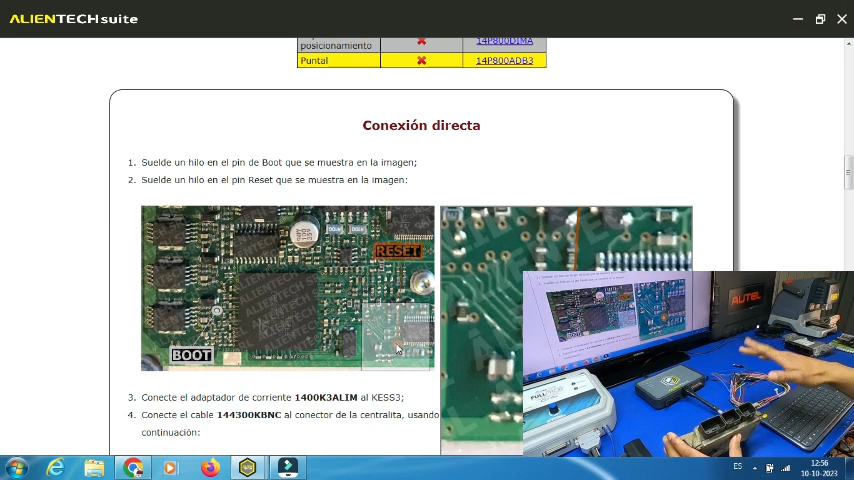 ALIENTECH suite
posicionamiento
14P800DIMA
Puntal
14P800ADB3
Conexión directa
1. Suelde un hilo en el pin de Boot que se muestra en la imagen;
2. Suelde un hilo en el pin Reset que se muestra en la imagen:
RESET
BOOT
3. Conecte el adaptador de corriente 1400K3ALIM al KESS3;
4. Conecte el cable 144300KBNC al conector de la centralita, usando
continuación:
AUTEL
ES
12:56
10-10-2023